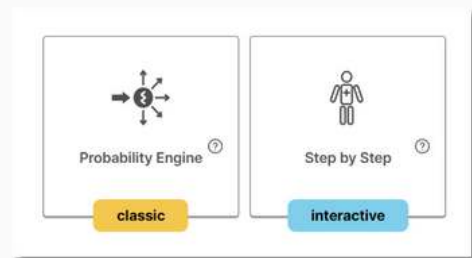 Probability Engine
Step by Step
classic
interactive